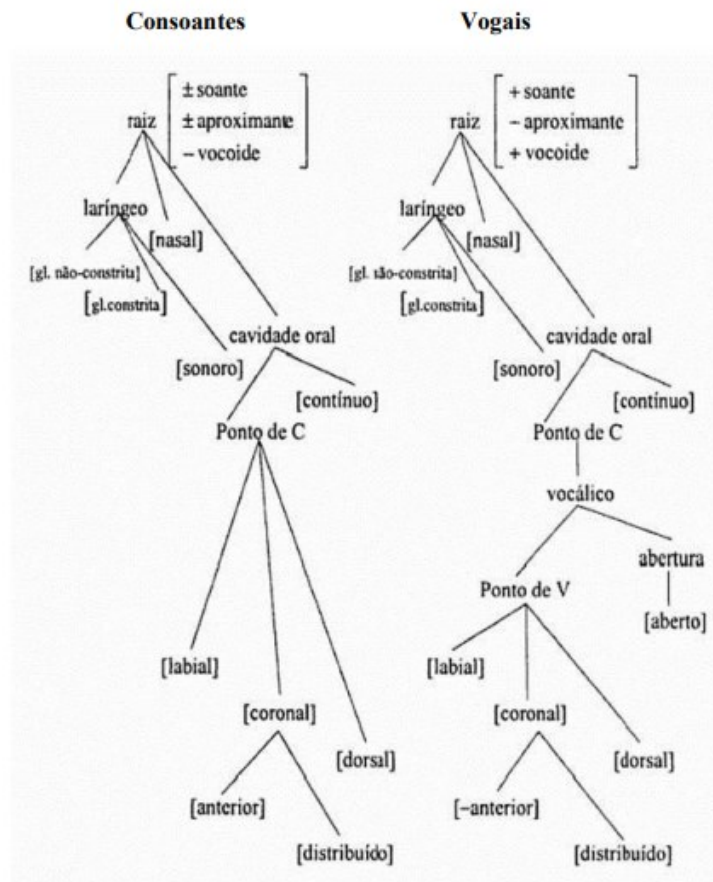 Consoantes
± soante
raiz ± aproximante
− vocoide
laríngeo
[nasal]
[gl. não-constrita]
[gl.constrita]
cavidade oral
[sonoro]
[contínuo]
Ponto de C
[labial]
[coronal]
[dorsal]
[anterior]
[distribuído]
Vogais
+ soante
raiz − aproximante
+ vocoide
laríngeo
[nasal]
[gl. não-constrita]
[gl.constrita]
cavidade oral
[sonoro]
[contínuo]
Ponto de C
vocálico
abertura
Ponto de V
[aberto]
[labial]
[coronal]
[dorsal]
[−anterior]
[distribuído]